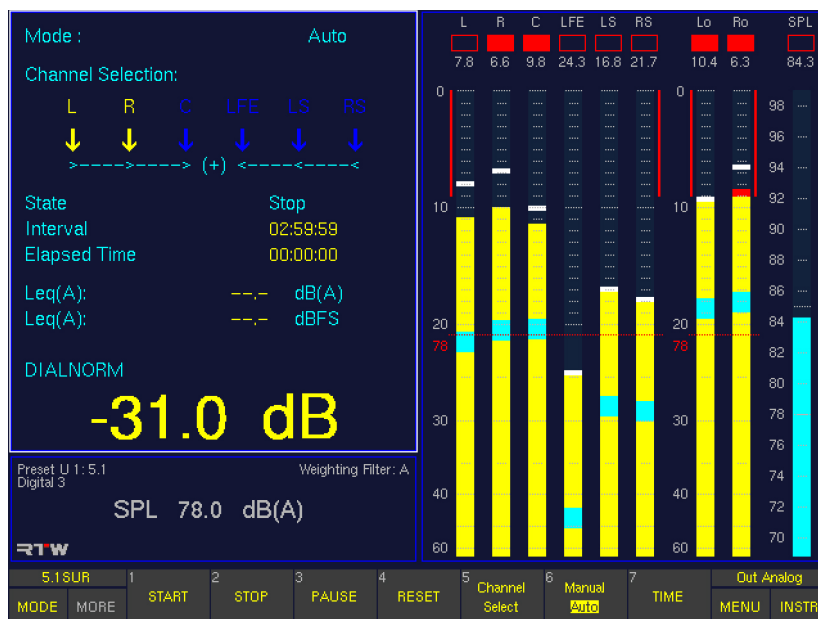 Mode : Auto
Channel Selection:
L R C LFE LS RS
>---->----> (+) <----<----<
State Stop
Interval 02:59:59
Elapsed Time 00:00:00
Leq(A): --.- dB(A)
Leq(A): --.- dBFS
DIALNORM
-31.0 dB
Preset U 1: 5.1 Weighting Filter: A
Digital 3
SPL 78.0 dB(A)
RTW
L R C LFE LS RS Lo Ro SPL
7.8 6.6 9.8 24.3 16.8 21.7 10.4 6.3 84.3
0 0
98
96
94
92
10 10
90
88
86
20 20 84
78 78
82
80
78
30 30
76
74
40 40
72
70
60 60
5.1SUR 1 2 3 4 5 6 7 Out Analog
MODE MORE START STOP PAUSE RESET Channel Select Manual Auto TIME MENU INSTR